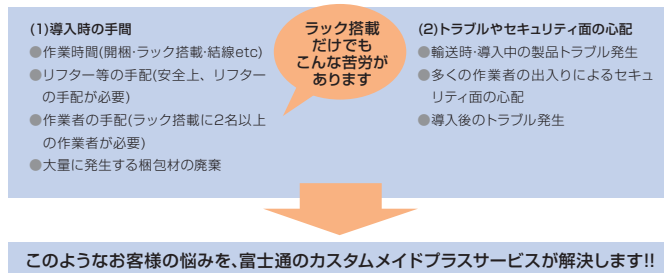 (1)導入時の手間
●作業時間(開梱・ラック搭載・結線etc)
●リフター等の手配(安全上、リフター
の手配が必要)
●作業者の手配(ラック搭載に2名以上
の作業者が必要)
●大量に発生する梱包材の廃棄
ラック搭載
だけでも
こんな苦労が
あります
(2)トラブルやセキュリティ面の心配
●輸送時・導入中の製品トラブル発生
●多くの作業者の出入りによるセキュ
リティ面の心配
●導入後のトラブル発生
このようなお客様の悩みを、富士通のカスタムメイドプラスサービスが解決します!!